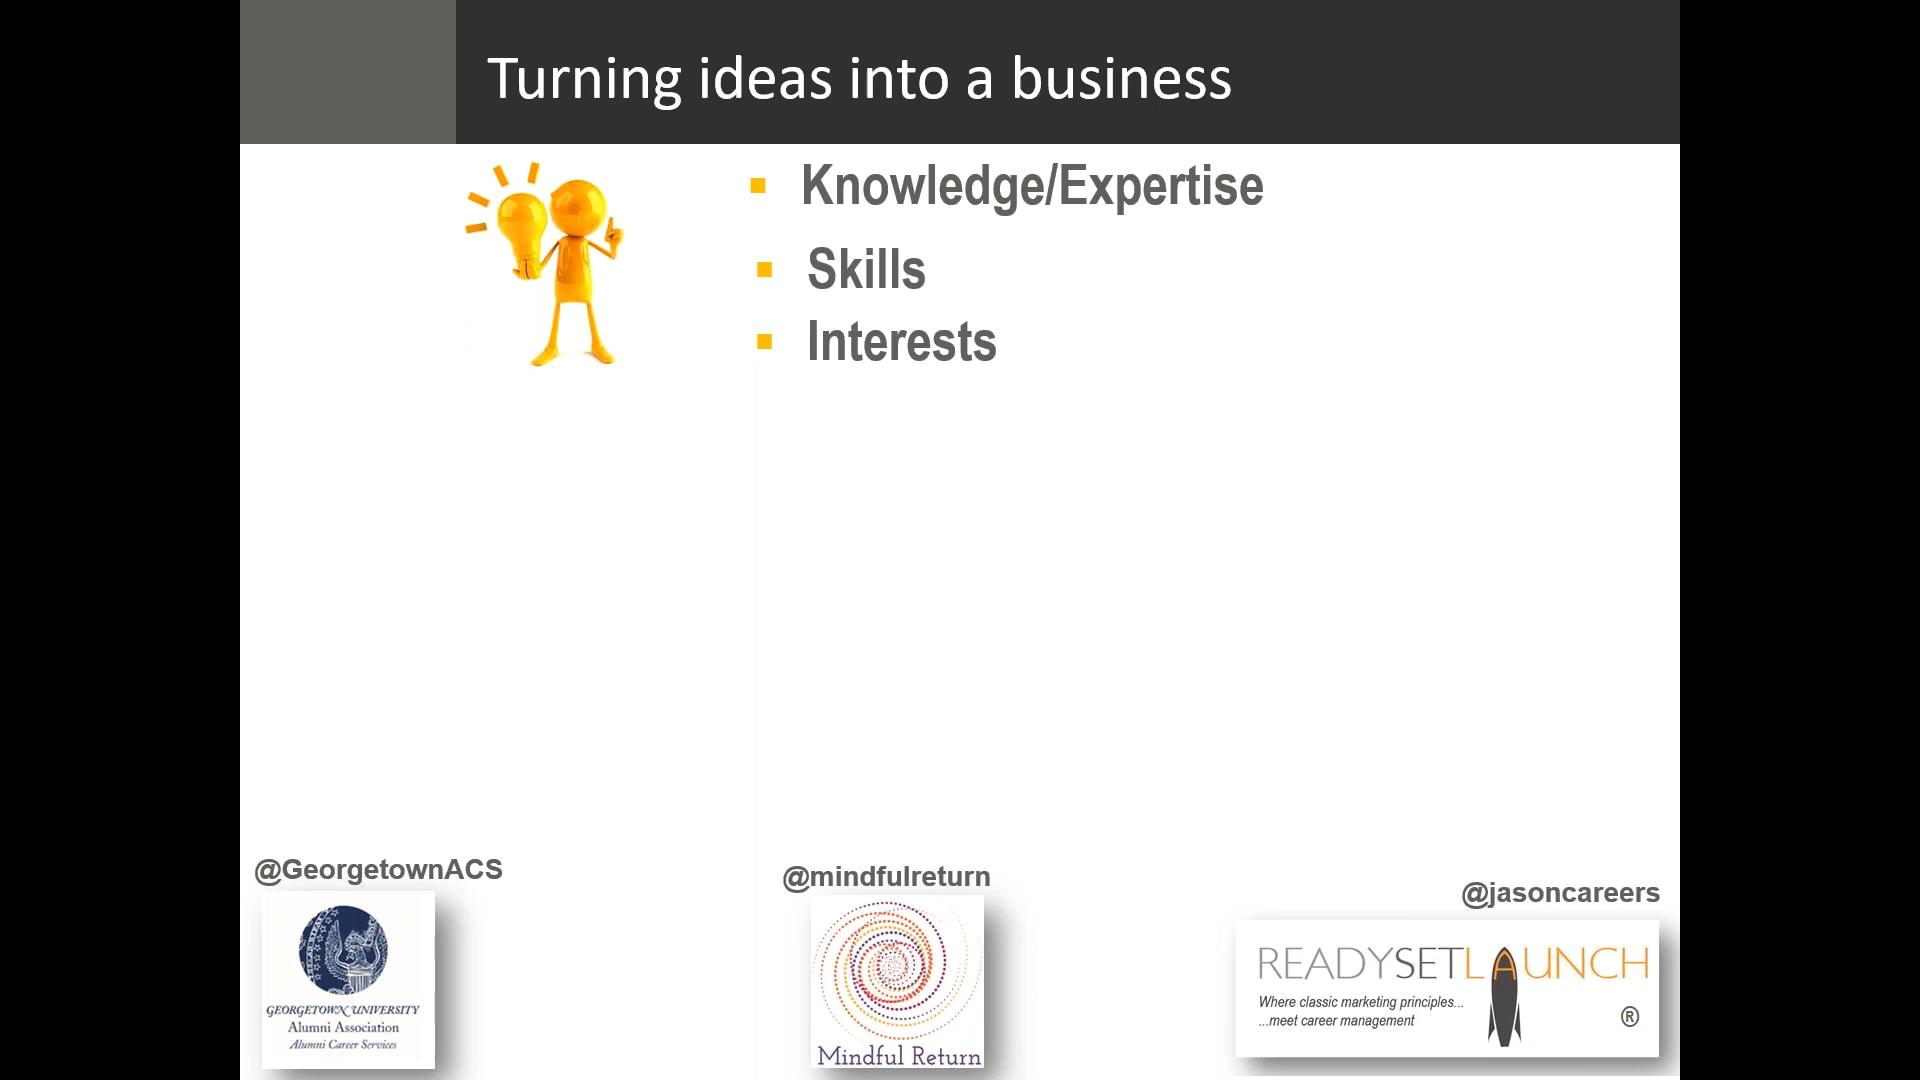 Turning ideas into a business
Knowledge/Expertise
Skills
Interests
@GeorgetownACS
@mindfulreturn
@jasoncareers
GEORGETOWN UNIVERSITY
Alumni Association
Alumni Career Services
Mindful Return
READYSETLAUNCH
Where classic marketing principles...
...meet career management
®